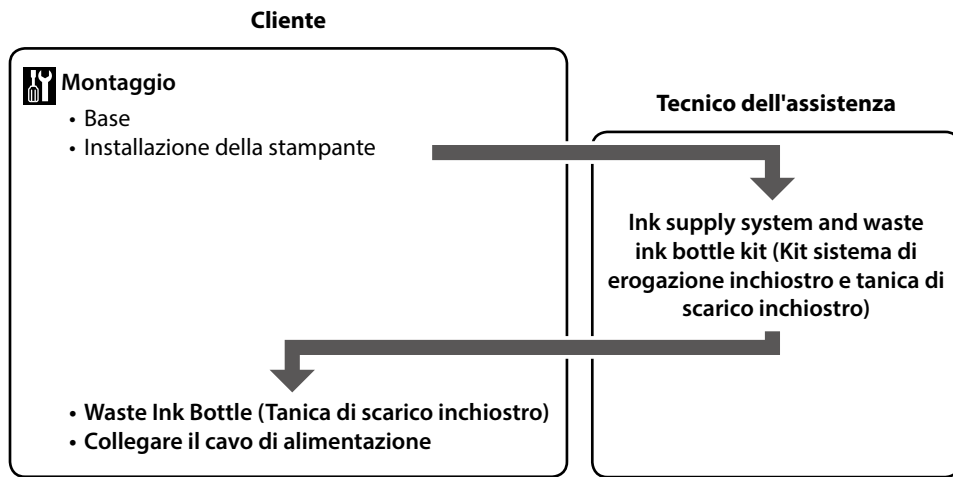 Cliente
Montaggio
• Base
• Installazione della stampante
Tecnico dell'assistenza
Ink supply system and waste
ink bottle kit (Kit sistema di
erogazione inchiostro e tanica di
scarico inchiostro)
• Waste Ink Bottle (Tanica di scarico inchiostro)
• Collegare il cavo di alimentazione